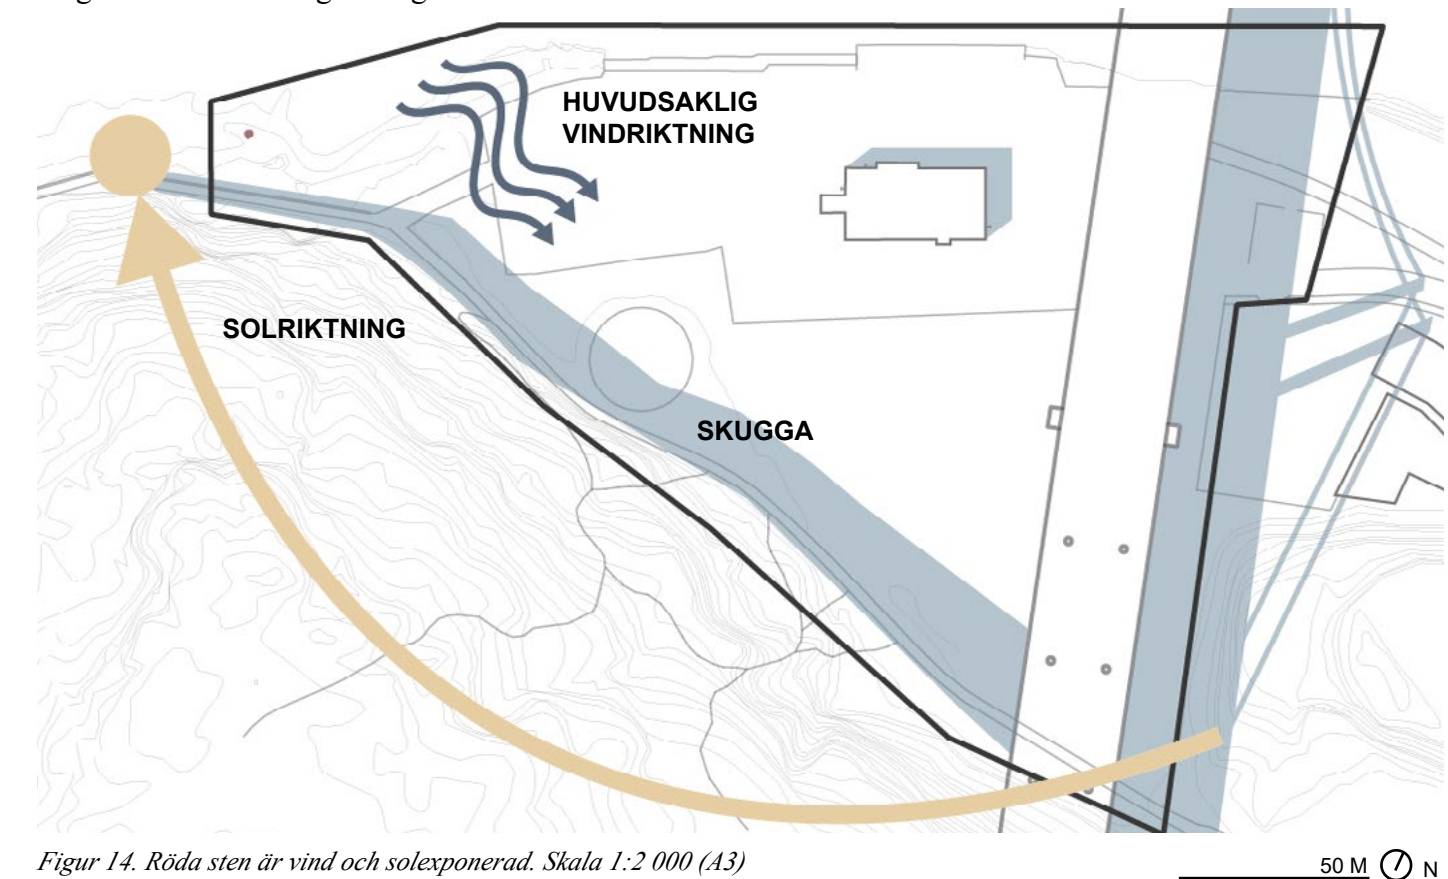 HUVUDSAKLIG
VINDRIKTNING
SOLRIKTNING
SKUGGA
Figur 14. Röda sten är vind och solexponerad. Skala 1:2 000 (A3)
50 M N